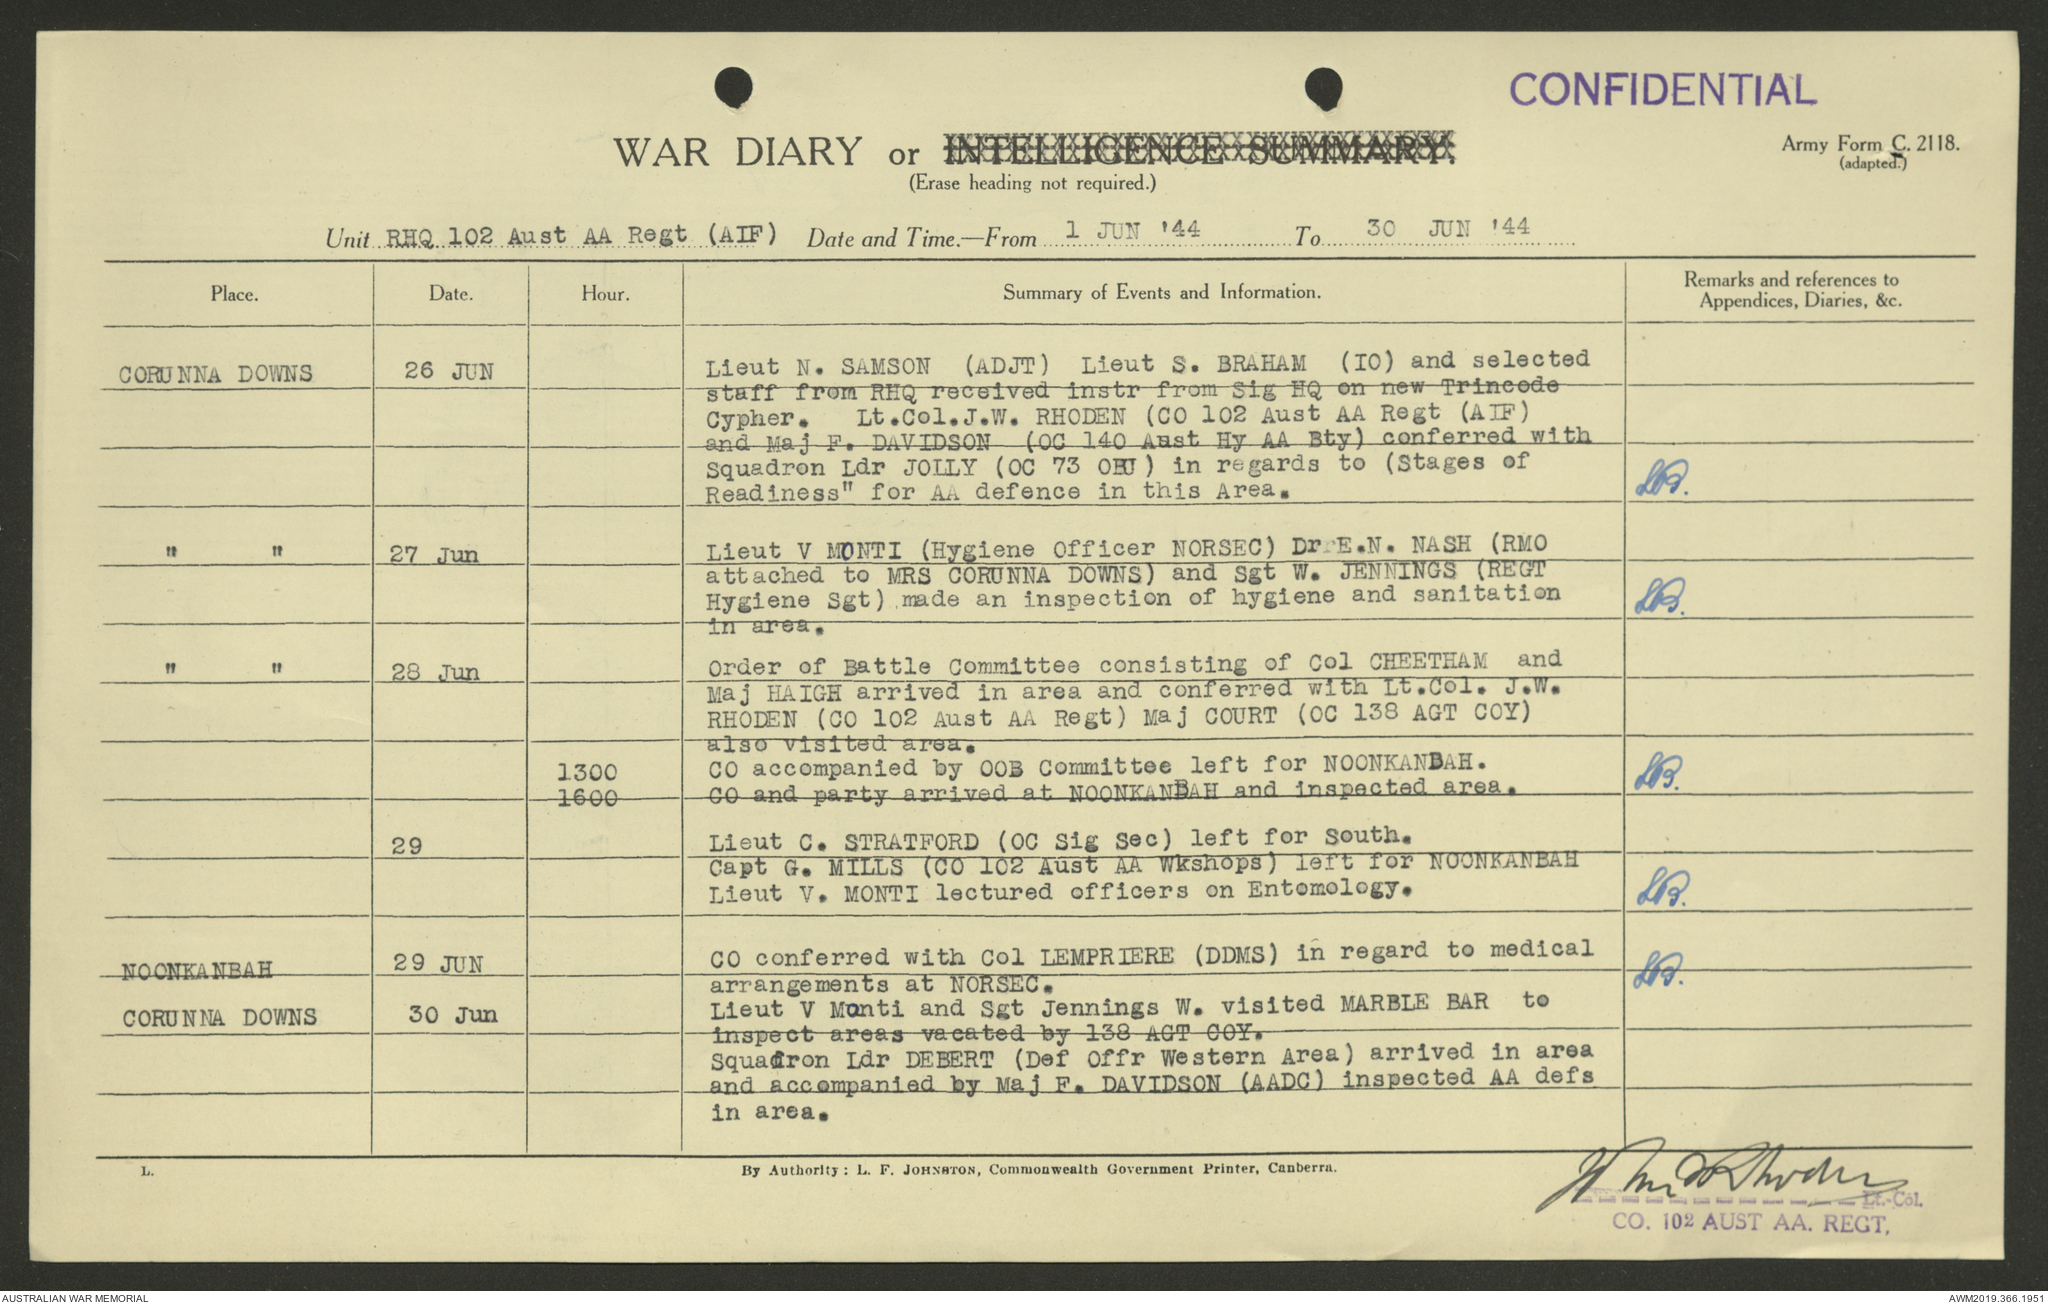 CONFIDENTIAL
WAR DIARY or INTELLIGENCE SUMMARY.
(Erase heading not required.)
Army Form C. 2118.
(adapted.)
Unit RHQ 102 Aust AA Regt (AIF) Date and Time.—From 1 JUN '44 To 30 JUN '44
Place. Date. Hour. Summary of Events and Information. Remarks and references to
Appendices, Diaries, &c.
CORUNNA DOWNS 26 JUN Lieut N. SAMSON (ADJT) Lieut S. BRAHAM (IO) and selected
staff from RHQ received instr from Sig HQ on new Trincode
Cypher. Lt.Col.J.W. RHODEN (CO 102 Aust AA Regt (AIF)
and Maj F. DAVIDSON (OC 140 Aust Hy AA Bty) conferred with
Squadron Ldr JOLLY (OC 73 OBU) in regards to (Stages of
Readiness" for AA defence in this Area. SB.
" " 27 Jun Lieut V MONTI (Hygiene Officer NORSEC) Dr E.N. NASH (RMO
attached to MRS CORUNNA DOWNS) and Sgt W. JENNINGS (REGT
Hygiene Sgt) made an inspection of hygiene and sanitation SB.
in area.
" " 28 Jun Order of Battle Committee consisting of Col CHEETHAM and
Maj HAIGH arrived in area and conferred with Lt.Col. J.W.
RHODEN (CO 102 Aust AA Regt) Maj COURT (OC 138 AGT COY)
also visited area.
1300 CO accompanied by OOB Committee left for NOONKANBAH. SB.
1600 CO and party arrived at NOONKANBAH and inspected area.
29 Lieut C. STRATFORD (OC Sig Sec) left for South.
Capt G. MILLS (CO 102 Aust AA Wkshops) left for NOONKANBAH
Lieut V. MONTI lectured officers on Entomology. SB.
NOONKANBAH 29 JUN CO conferred with Col LEMPRIERE (DDMS) in regard to medical SB.
arrangements at NORSEC.
CORUNNA DOWNS 30 Jun Lieut V Monti and Sgt Jennings W. visited MARBLE BAR to
inspect areas vacated by 138 AGT COY.
Squadron Ldr DEBERT (Def Offr Western Area) arrived in area
and accompanied by Maj F. DAVIDSON (AADC) inspected AA defs
in area.
L. By Authority: L. F. JOHNSTON, Commonwealth Government Printer, Canberra.
Lt.-Col.
CO. 102 AUST AA. REGT,
AUSTRALIAN WAR MEMORIAL AWM2019.366.1951